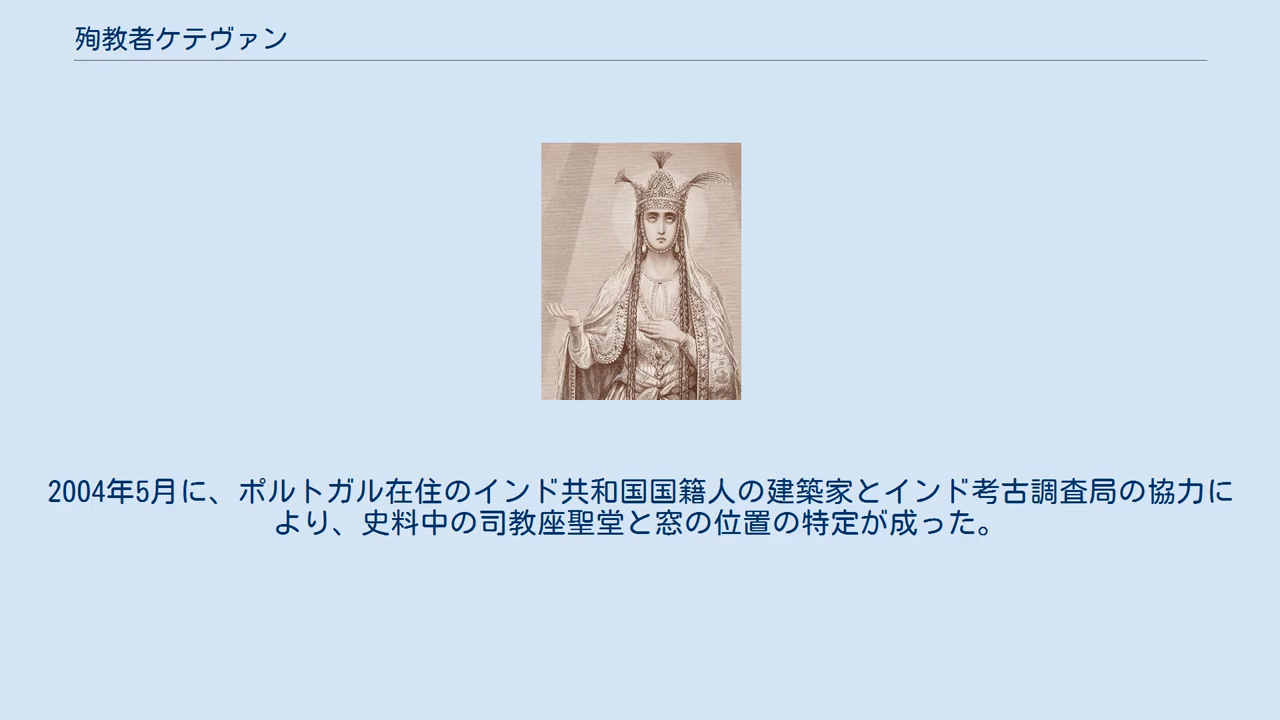 殉教者ケテヴァン
2004年5月に、ポルトガル在住のインド共和国国籍人の建築家とインド考古調査局の協力に
より、史料中の司教座聖堂と窓の位置の特定が成った。